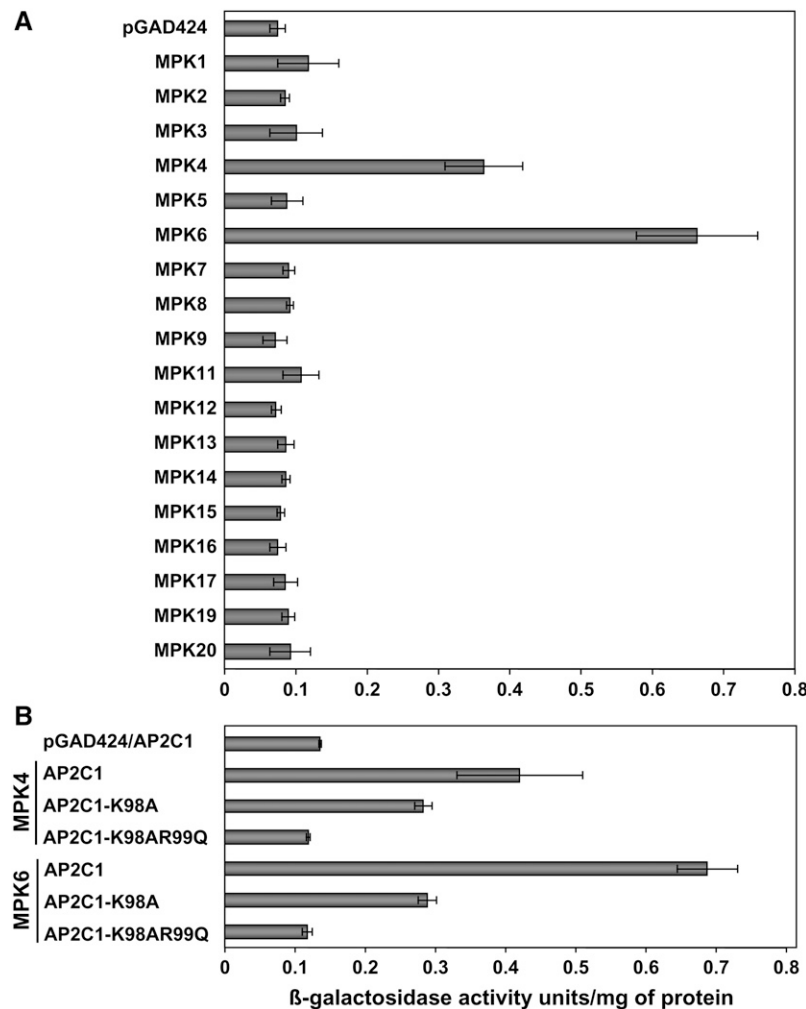 A
pGAD424
MPK1
MPK2
MPK3
MPK4
MPK5
MPK6
MPK7
MPK8
MPK9
MPK11
MPK12
MPK13
MPK14
MPK15
MPK16
MPK17
MPK19
MPK20
0 0.1 0.2 0.3 0.4 0.5 0.6 0.7 0.8
B
pGAD424/AP2C1
MPK4
AP2C1
AP2C1-K98A
AP2C1-K98AR99Q
MPK6
AP2C1
AP2C1-K98A
AP2C1-K98AR99Q
0 0.1 0.2 0.3 0.4 0.5 0.6 0.7 0.8
ß-galactosidase activity units/mg of protein